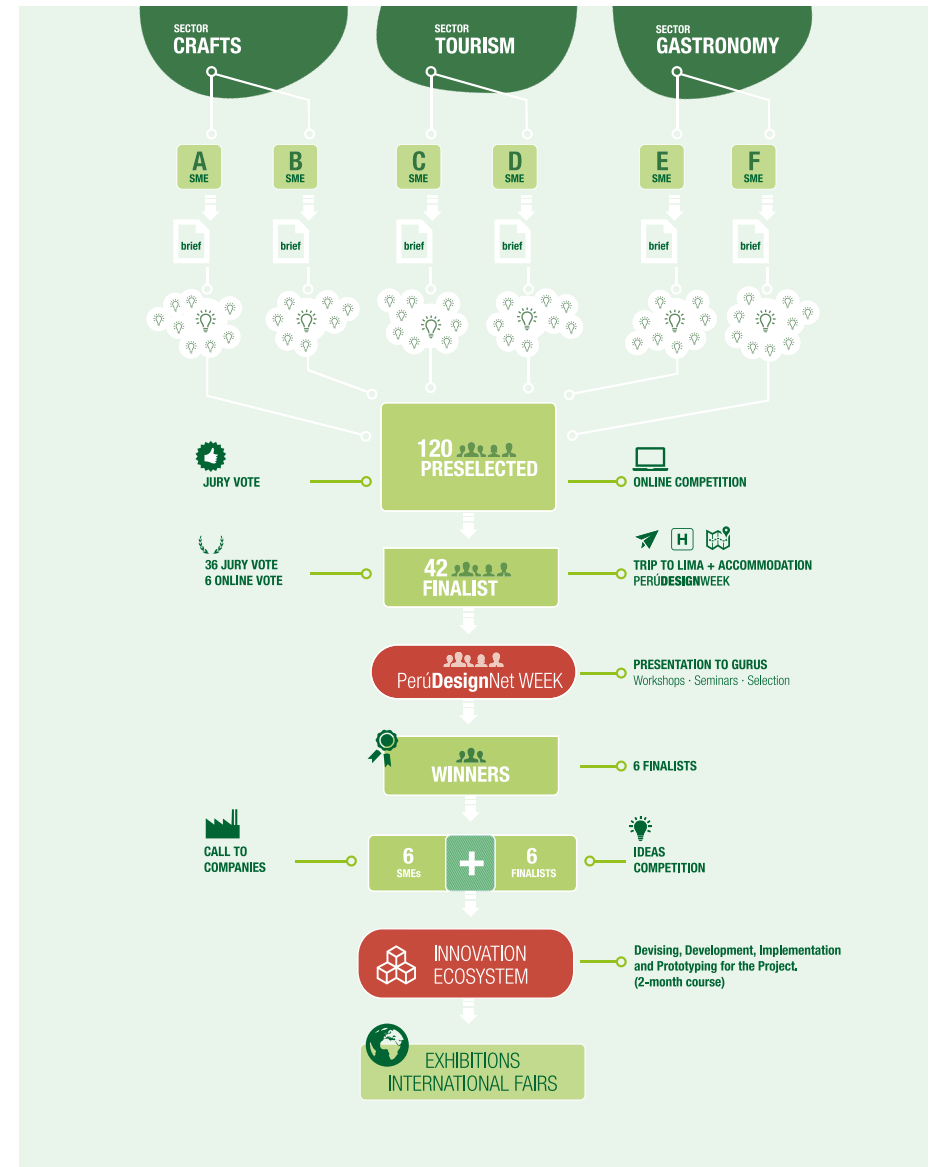 SECTOR
CRAFTS
SECTOR
TOURISM
SECTOR
GASTRONOMY
A
SME
B
SME
C
SME
D
SME
E
SME
F
SME
brief
brief
brief
brief
brief
brief
120
PRESELECTED
JURY VOTE
ONLINE COMPETITION
36 JURY VOTE
6 ONLINE VOTE
42
FINALIST
H
TRIP TO LIMA + ACCOMMODATION
PERÚDESIGNWEEK
PerúDesignNet WEEK
PRESENTATION TO GURUS
Workshops · Seminars · Selection
WINNERS
6 FINALISTS
CALL TO
COMPANIES
6
SMEs
+
6
FINALISTS
IDEAS
COMPETITION
INNOVATION
ECOSYSTEM
Devising, Development, Implementation
and Prototyping for the Project.
(2-month course)
EXHIBITIONS
INTERNATIONAL FAIRS